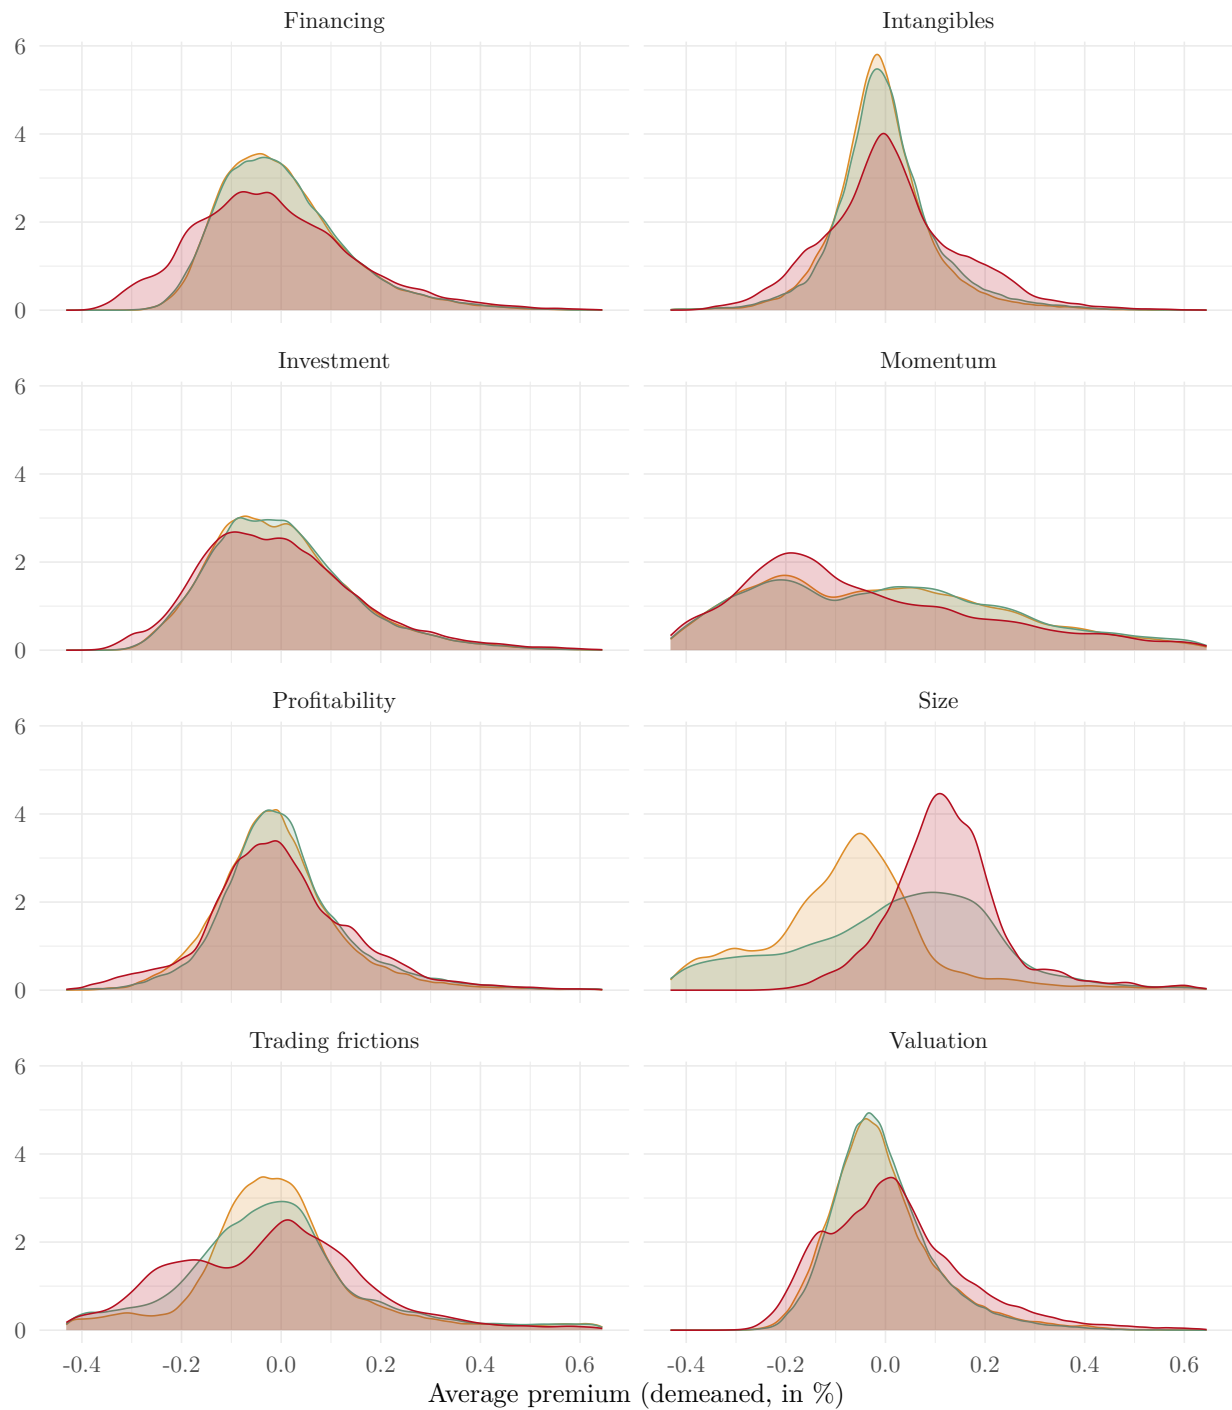 Financing
Intangibles
6
4
2
0
Investment
Momentum
6
4
2
0
Profitability
Size
6
4
2
0
Trading frictions
Valuation
6
4
2
0
-0.4 -0.2 0.0 0.2 0.4 0.6
-0.4 -0.2 0.0 0.2 0.4 0.6
Average premium (demeaned, in %)